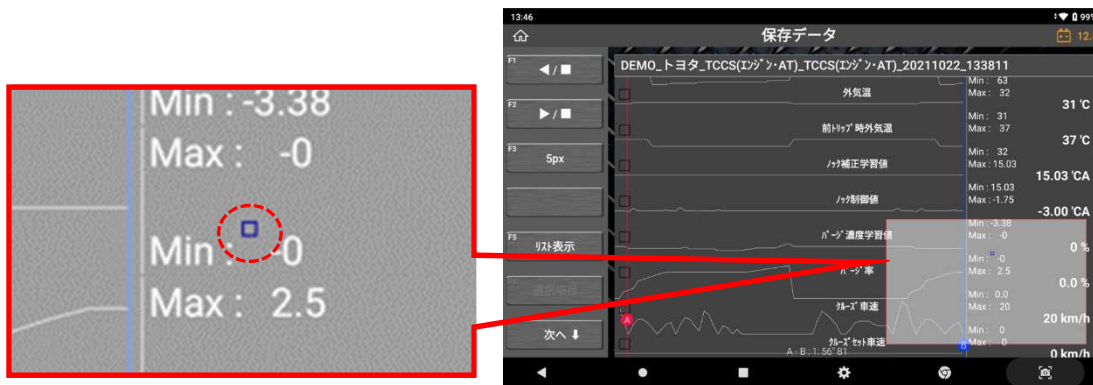 Min : -3.38
Max : -0
Min : -0
Max : 2.5
13:46
99%
保存データ
12.
DEMO_トヨタ_TCCS(ｴﾝｼﾞﾝ･AT)_TCCS(ｴﾝｼﾞﾝ･AT)_20211022_133811
F1 ◀/■
F2 ▶/■
F3 5px
F5 ﾘｽﾄ表示
選択項目
次へ ⬇
Min : 63
外気温
Max : 32
31 ℃
Min : 31
前ﾄﾘｯﾌﾟ時外気温
Max : 37
37 ℃
Min : 32
ﾉｯｸ補正学習値
Max : 15.03
15.03 ℃A
Min : 15.03
ﾉｯｸ制御値
Max : -1.75
-3.00 ℃A
Min : -3.38
ﾊﾟｰｼﾞ濃度学習値
Max : -0
0 %
Min : -0
ﾊﾟｰｼﾞ率
Max : 2.5
0.0 %
Min : 0.0
ｸﾙｰｽﾞ車速
Max : 20
20 km/h
A
Min : 0
ｸﾙｰｽﾞｾｯﾄ車速
B
Max : 0
0 km/h
A - B : 1:56"81